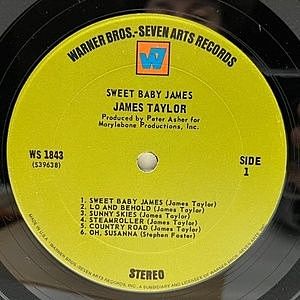 WARNER BROS.-SEVEN ARTS RECORDS
W7
SWEET BABY JAMES
JAMES TAYLOR
Produced by Peter Asher for
Marylebone Productions, Inc.
WS 1843
(S39638)
SIDE
1
1. SWEET BABY JAMES (James Taylor)
2. LO AND BEHOLD (James Taylor)
3. SUNNY SKIES (James Taylor)
4. STEAMROLLER (James Taylor)
5. COUNTRY ROAD (James Taylor)
6. OH, SUSANNA (Stephen Foster)
STEREO